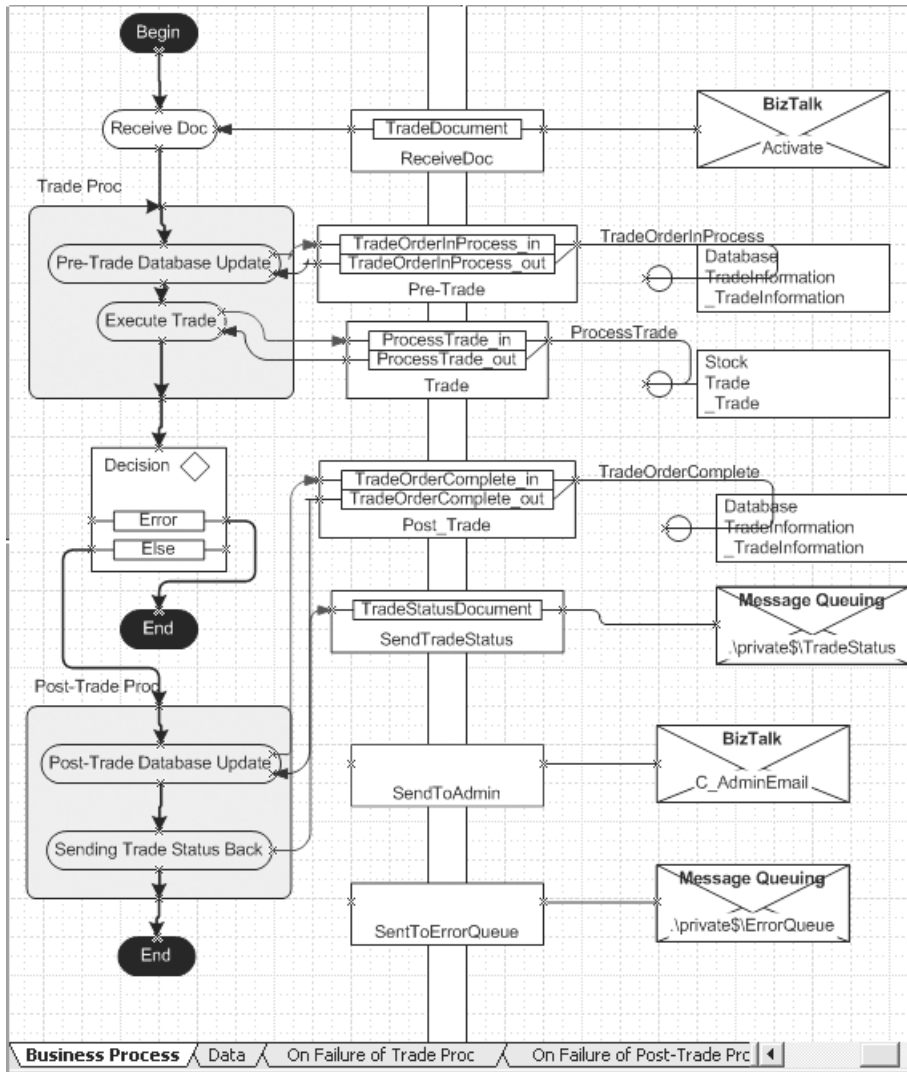 Begin
Receive Doc
TradeDocument
ReceiveDoc
BizTalk
Activate
Trade Proc
Pre-Trade Database Update
TradeOrderInProcess_in
TradeOrderInProcess_out
Pre-Trade
TradeOrderInProcess
Database
TradeInformation
_TradeInformation
Execute Trade
ProcessTrade_in
ProcessTrade_out
Trade
ProcessTrade
Stock
Trade
_Trade
Decision
Error
Else
End
TradeOrderComplete_in
TradeOrderComplete_out
Post_Trade
TradeOrderComplete
Database
TradeInformation
_TradeInformation
TradeStatusDocument
SendTradeStatus
Message Queuing
.\private$\TradeStatus
Post-Trade Proc
Post-Trade Database Update
Sending Trade Status Back
End
SendToAdmin
BizTalk
C_AdminEmail
SentToErrorQueue
Message Queuing
.\private$\ErrorQueue
Business Process
Data
On Failure of Trade Proc
On Failure of Post-Trade Prc